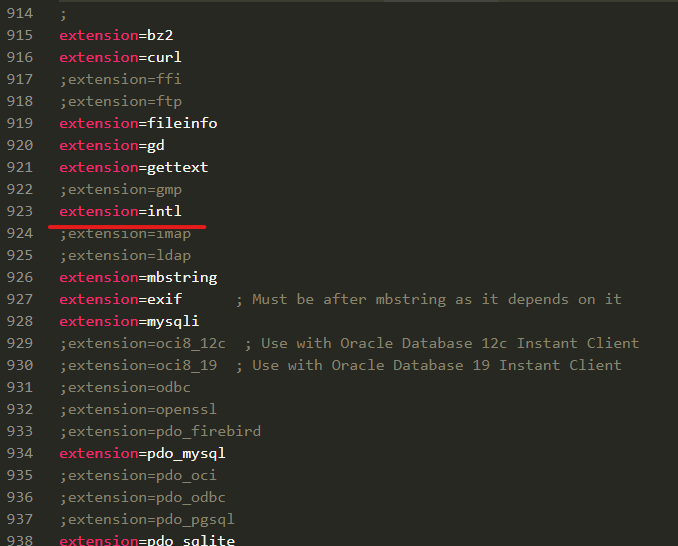 914 ;
915 extension=bz2
916 extension=curl
917 ;extension=ffi
918 ;extension=ftp
919 extension=fileinfo
920 extension=gd
921 extension=gettext
922 ;extension=gmp
923 extension=intl
924 ;extension=imap
925 ;extension=ldap
926 extension=mbstring
927 extension=exif      ; Must be after mbstring as it depends on it
928 extension=mysqli
929 ;extension=oci8_12c  ; Use with Oracle Database 12c Instant Client
930 ;extension=oci8_19  ; Use with Oracle Database 19 Instant Client
931 ;extension=odbc
932 ;extension=openssl
933 ;extension=pdo_firebird
934 extension=pdo_mysql
935 ;extension=pdo_oci
936 ;extension=pdo_odbc
937 ;extension=pdo_pgsql
938 extension=pdo_sqlite